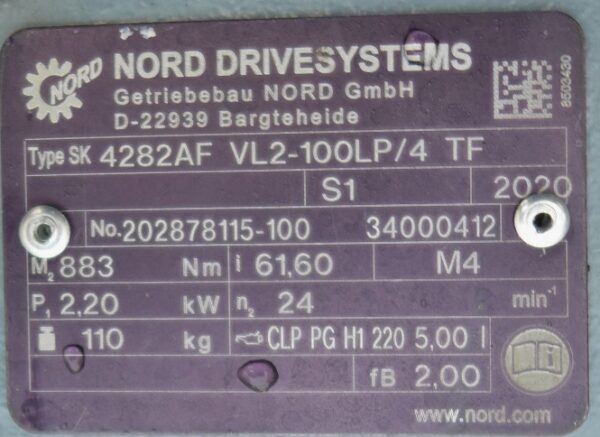 NORD
NORD DRIVESYSTEMS
Getriebebau NORD GmbH
D-22939 Bargteheide
8503430
Type SK 4282AF VL2-100LP/4 TF
S1 2020
No. 202878115-100 34000412
M2 883 Nm i 61,60 M4
P1 2,20 kW n2 24 min-1
110 kg CLP PG H1 220 5,00 l
fB 2,00
i
www.nord.com